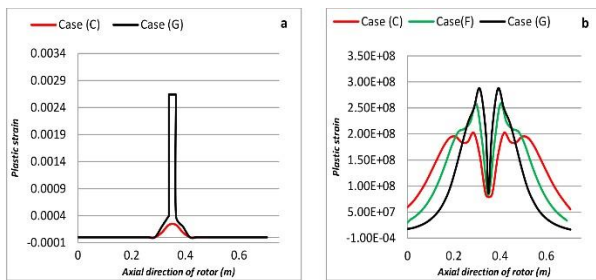 Case (C) Case (G) a
0.0034
0.0029
0.0024
0.0019
0.0014
0.0009
0.0004
-0.0001
Plastic strain
0 0.2 0.4 0.6
Axial direction of rotor (m)
Case (C) Case(F) Case (G) b
3.50E+08
3.00E+08
2.50E+08
2.00E+08
1.50E+08
1.00E+08
5.00E+07
-1.00E-04
Plastic strain
0 0.2 0.4 0.6
Axial direction of rotor (m)